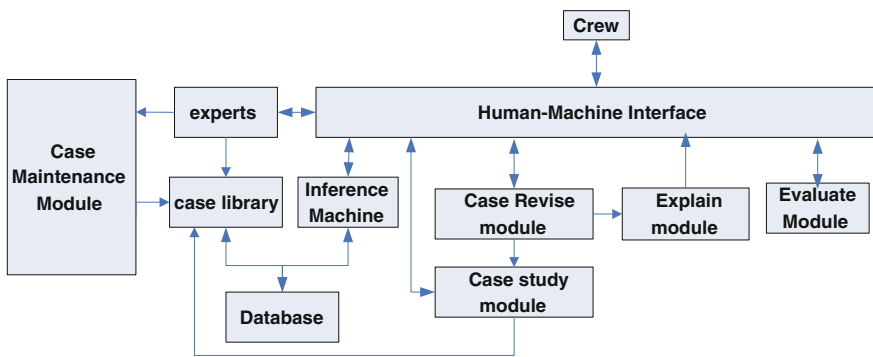 Crew
experts
Human-Machine Interface
Case
Maintenance
Module
case library
Inference
Machine
Case Revise
module
Explain
module
Evaluate
Module
Case study
module
Database